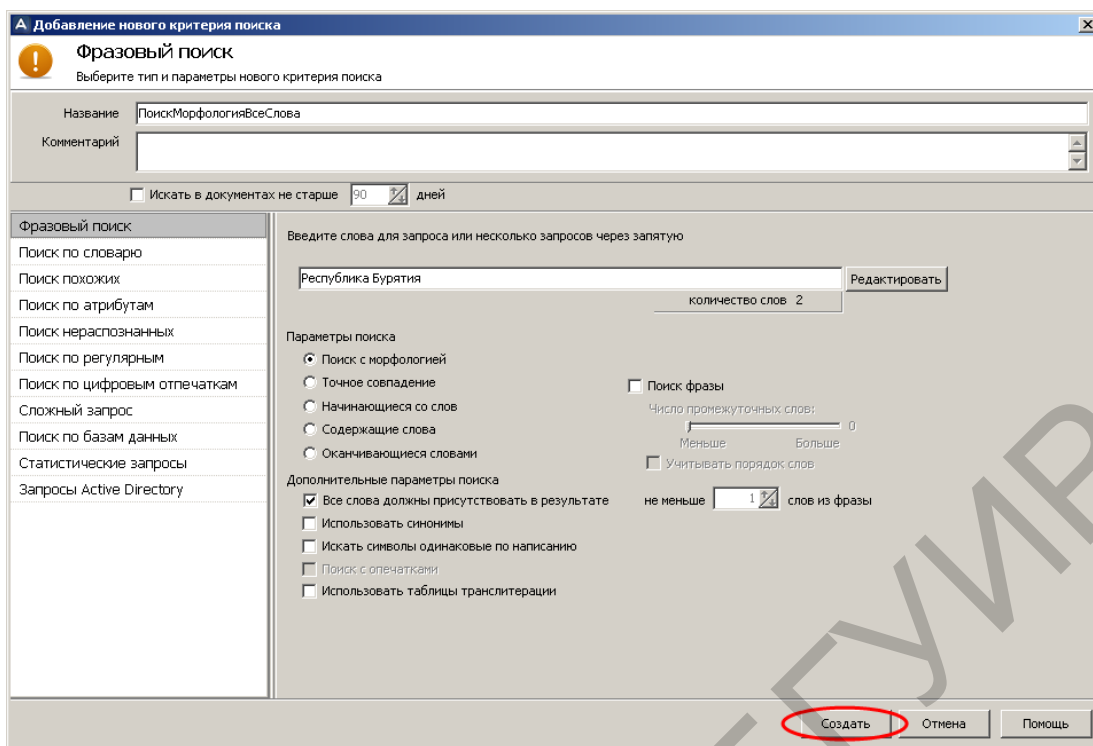 Добавление нового критерия поиска
Фразовый поиск
Выберите тип и параметры нового критерия поиска
Название ПоискМорфологияВсеСлова
Комментарий
Искать в документах не старше 90 дней
Фразовый поиск
Поиск по словарю
Поиск похожих
Поиск по атрибутам
Поиск нераспознанных
Поиск по регулярным
Поиск по цифровым отпечаткам
Сложный запрос
Поиск по базам данных
Статистические запросы
Запросы Active Directory
Введите слова для запроса или несколько запросов через запятую
Республика Бурятия Редактировать
количество слов 2
Параметры поиска
Поиск с морфологией
Точное совпадение
Начинающиеся со слов
Содержащие слова
Оканчивающиеся словами
Поиск фразы
Число промежуточных слов:
0
Меньше Больше
Учитывать порядок слов
Дополнительные параметры поиска
Все слова должны присутствовать в результате не меньше 1 слов из фразы
Использовать синонимы
Искать символы одинаковые по написанию
Поиск с опечатками
Использовать таблицы транслитерации
Создать Отмена Помощь
ГУИР